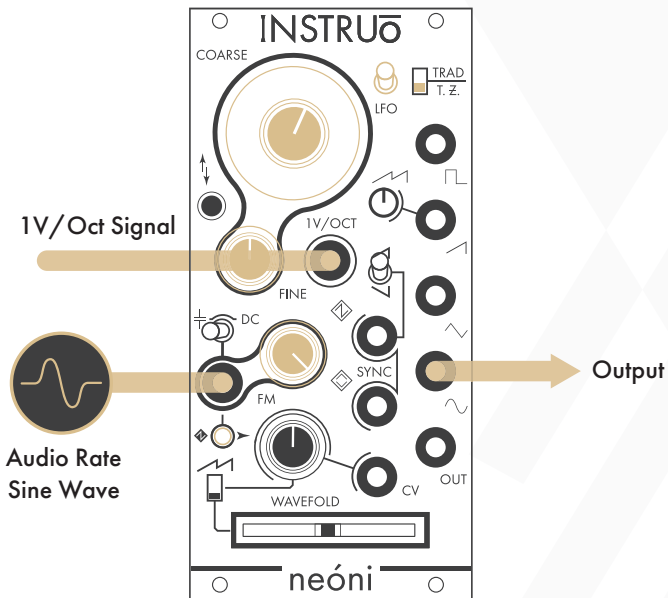 INSTRUō
COARSE
TRAD
T. Z.
LFO
1V/Oct Signal
1V/OCT
FINE
DC
SYNC
FM
Output
Audio Rate
Sine Wave
OUT
CV
WAVEFOLD
neóni